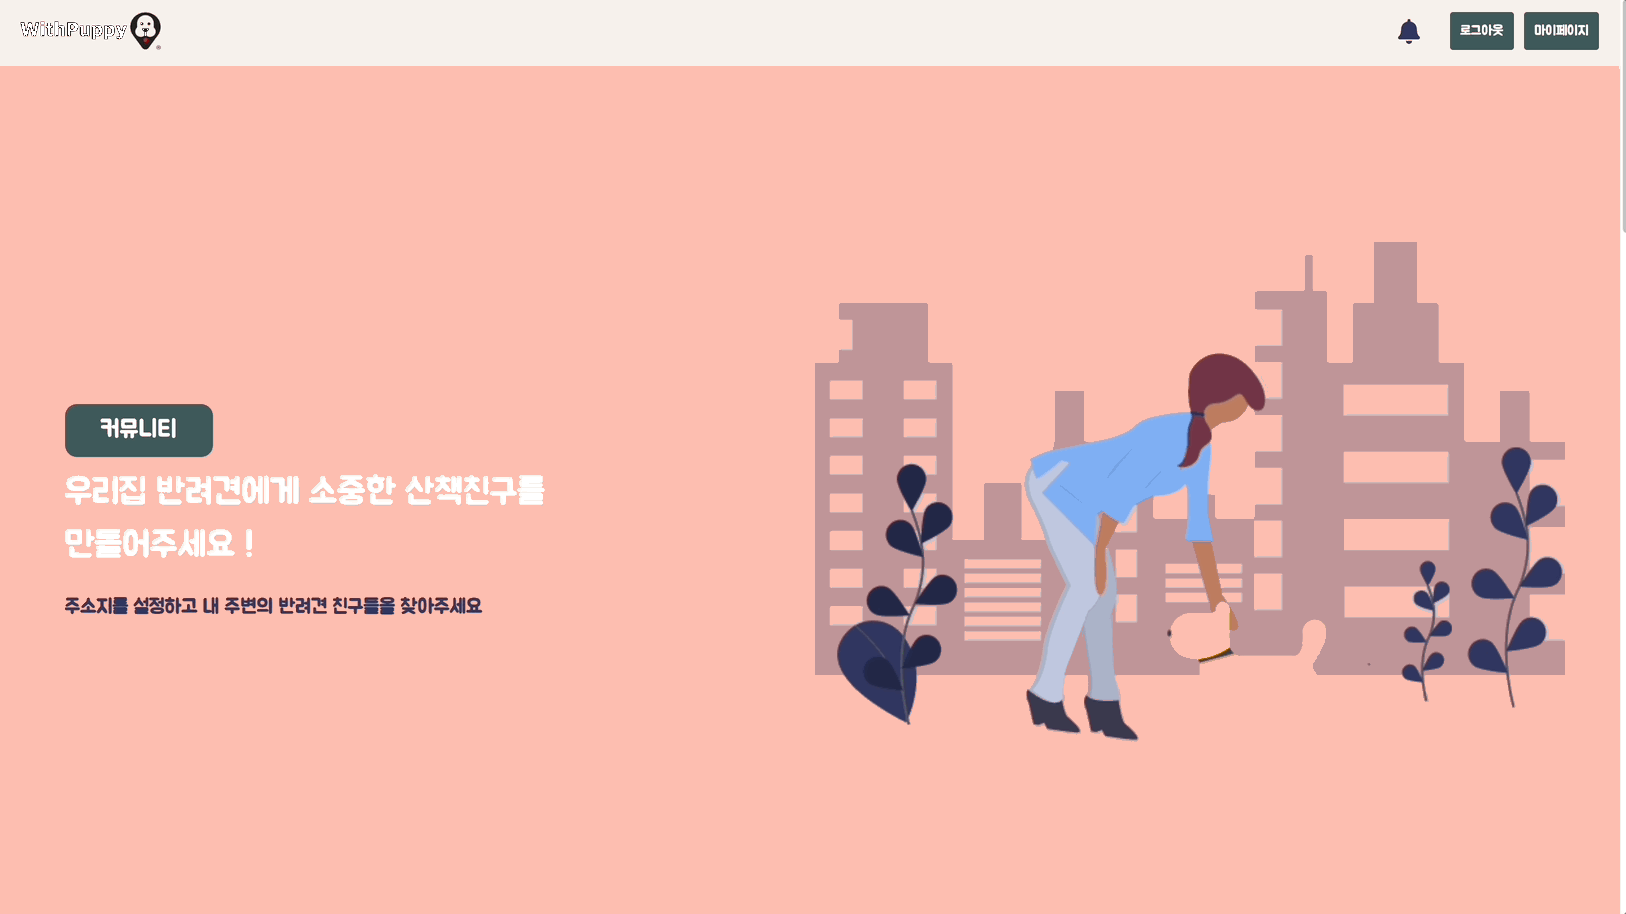 WithPuppy
로그아웃
마이페이지
커뮤니티
우리집 반려견에게 소중한 산책친구를
만들어주세요 !
주소지를 설정하고 내 주변의 반려견 친구들을 찾아주세요